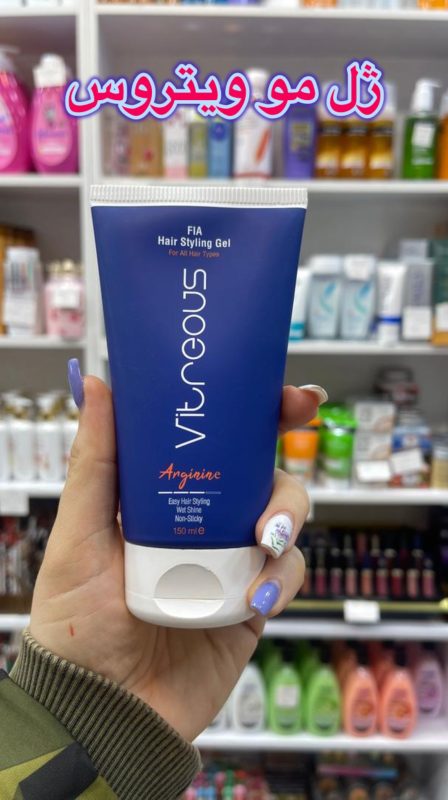 ژل مو ویتروس
FIA
Hair Styling Gel
For All Hair Types
Vitreous
Arginine
Easy Hair Styling
Wet Shine
Non-Sticky
150 ml e